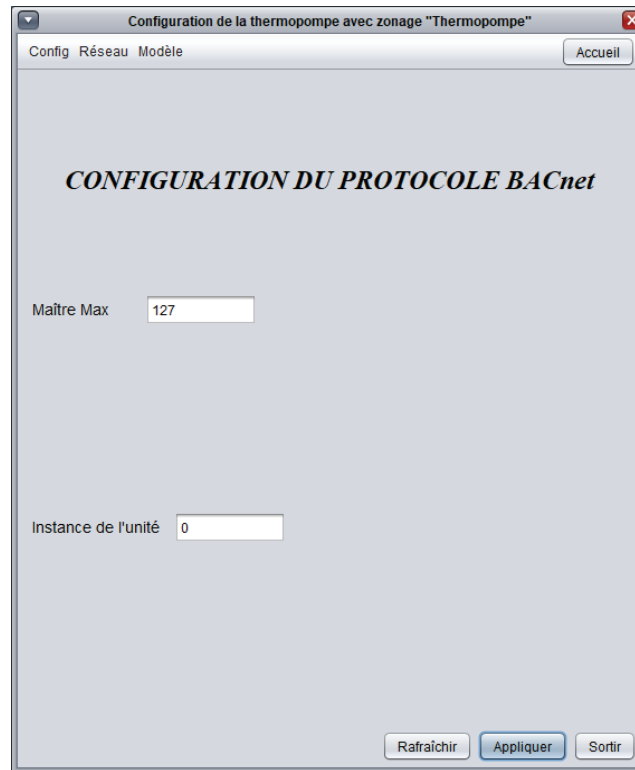 Configuration de la thermopompe avec zonage "Thermopompe"
Config Réseau Modèle Accueil
CONFIGURATION DU PROTOCOLE BACnet
Maître Max 127
Instance de l'unité 0
Rafraîchir Appliquer Sortir